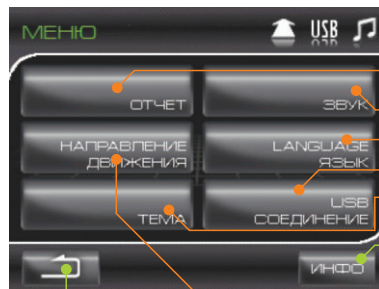 МЕНЮ USB
ОТЧЕТ
ЗВУК
НАПРАВЛЕНИЕ
ДВИЖЕНИЯ
LANGUAGE
ЯЗЫК
ТЕМА
USB
СОЕДИНЕНИЕ
ИНФО